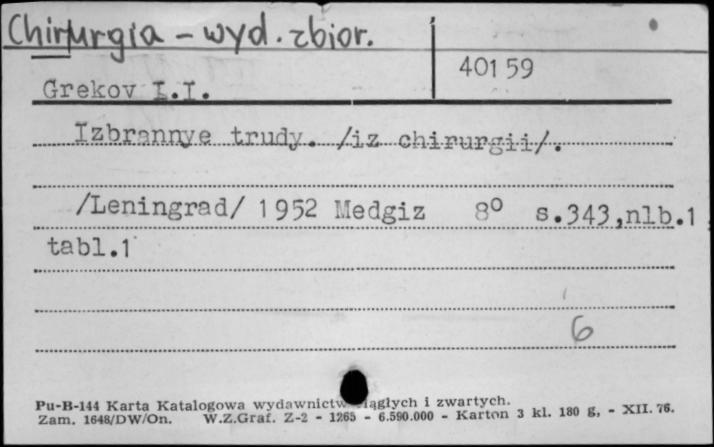 Chirurgia - wyd. zbior.
40159
Grekov I.I.
Izbrannye trudy. /iz chirurgii/.
/Leningrad/ 1952 Medgiz 8° s.343,nlb.1
tabl.1
6
Pu-B-144 Karta Katalogowa wydawnictw ciągłych i zwartych.
Zam. 1648/DW/On. W.Z.Graf. Z-2 - 1265 - 6.590.000 - Karton 3 kl. 180 g, - XII. 76.